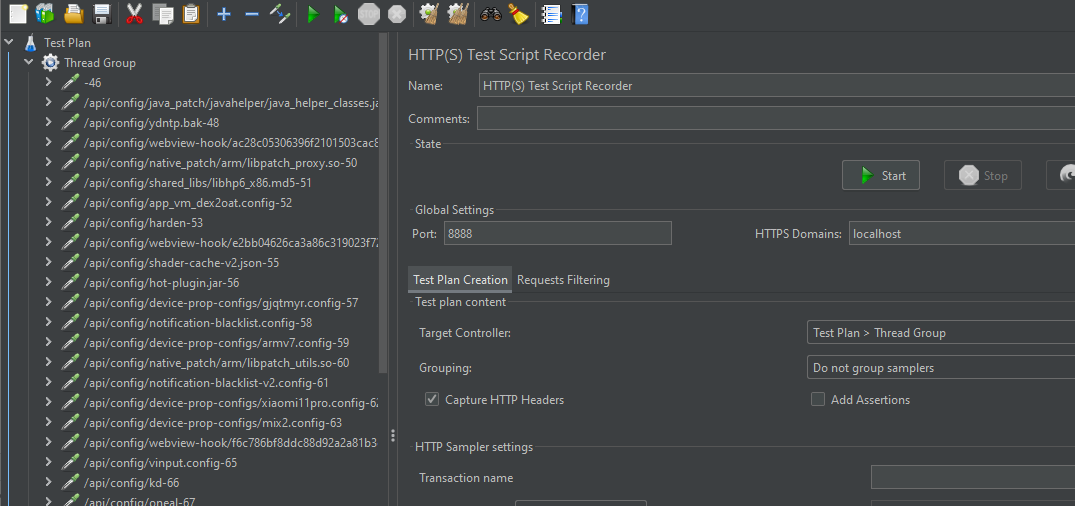 Test Plan
Thread Group
-46
/api/config/java_patch/javahelper/java_helper_classes.ja
/api/config/ydntp.bak-48
/api/config/webview-hook/ac28c05306396f2101503cac8
/api/config/native_patch/arm/libpatch_proxy.so-50
/api/config/shared_libs/libhp6_x86.md5-51
/api/config/app_vm_dex2oat.config-52
/api/config/harden-53
/api/config/webview-hook/e2bb04626ca3a86c319023f7
/api/config/shader-cache-v2.json-55
/api/config/hot-plugin.jar-56
/api/config/device-prop-configs/gjqtmyr.config-57
/api/config/notification-blacklist.config-58
/api/config/device-prop-configs/armv7.config-59
/api/config/native_patch/arm/libpatch_utils.so-60
/api/config/notification-blacklist-v2.config-61
/api/config/device-prop-configs/xiaomi11pro.config-6
/api/config/device-prop-configs/mix2.config-63
/api/config/webview-hook/f6c786bf8ddc88d92a2a81b3
/api/config/vinput.config-65
/api/config/kd-66
/api/config/oneal-67
HTTP(S) Test Script Recorder
Name: HTTP(S) Test Script Recorder
Comments:
State
Start Stop
Global Settings
Port: 8888 HTTPS Domains: localhost
Test Plan Creation Requests Filtering
Test plan content
Target Controller: Test Plan > Thread Group
Grouping: Do not group samplers
Capture HTTP Headers Add Assertions
HTTP Sampler settings
Transaction name